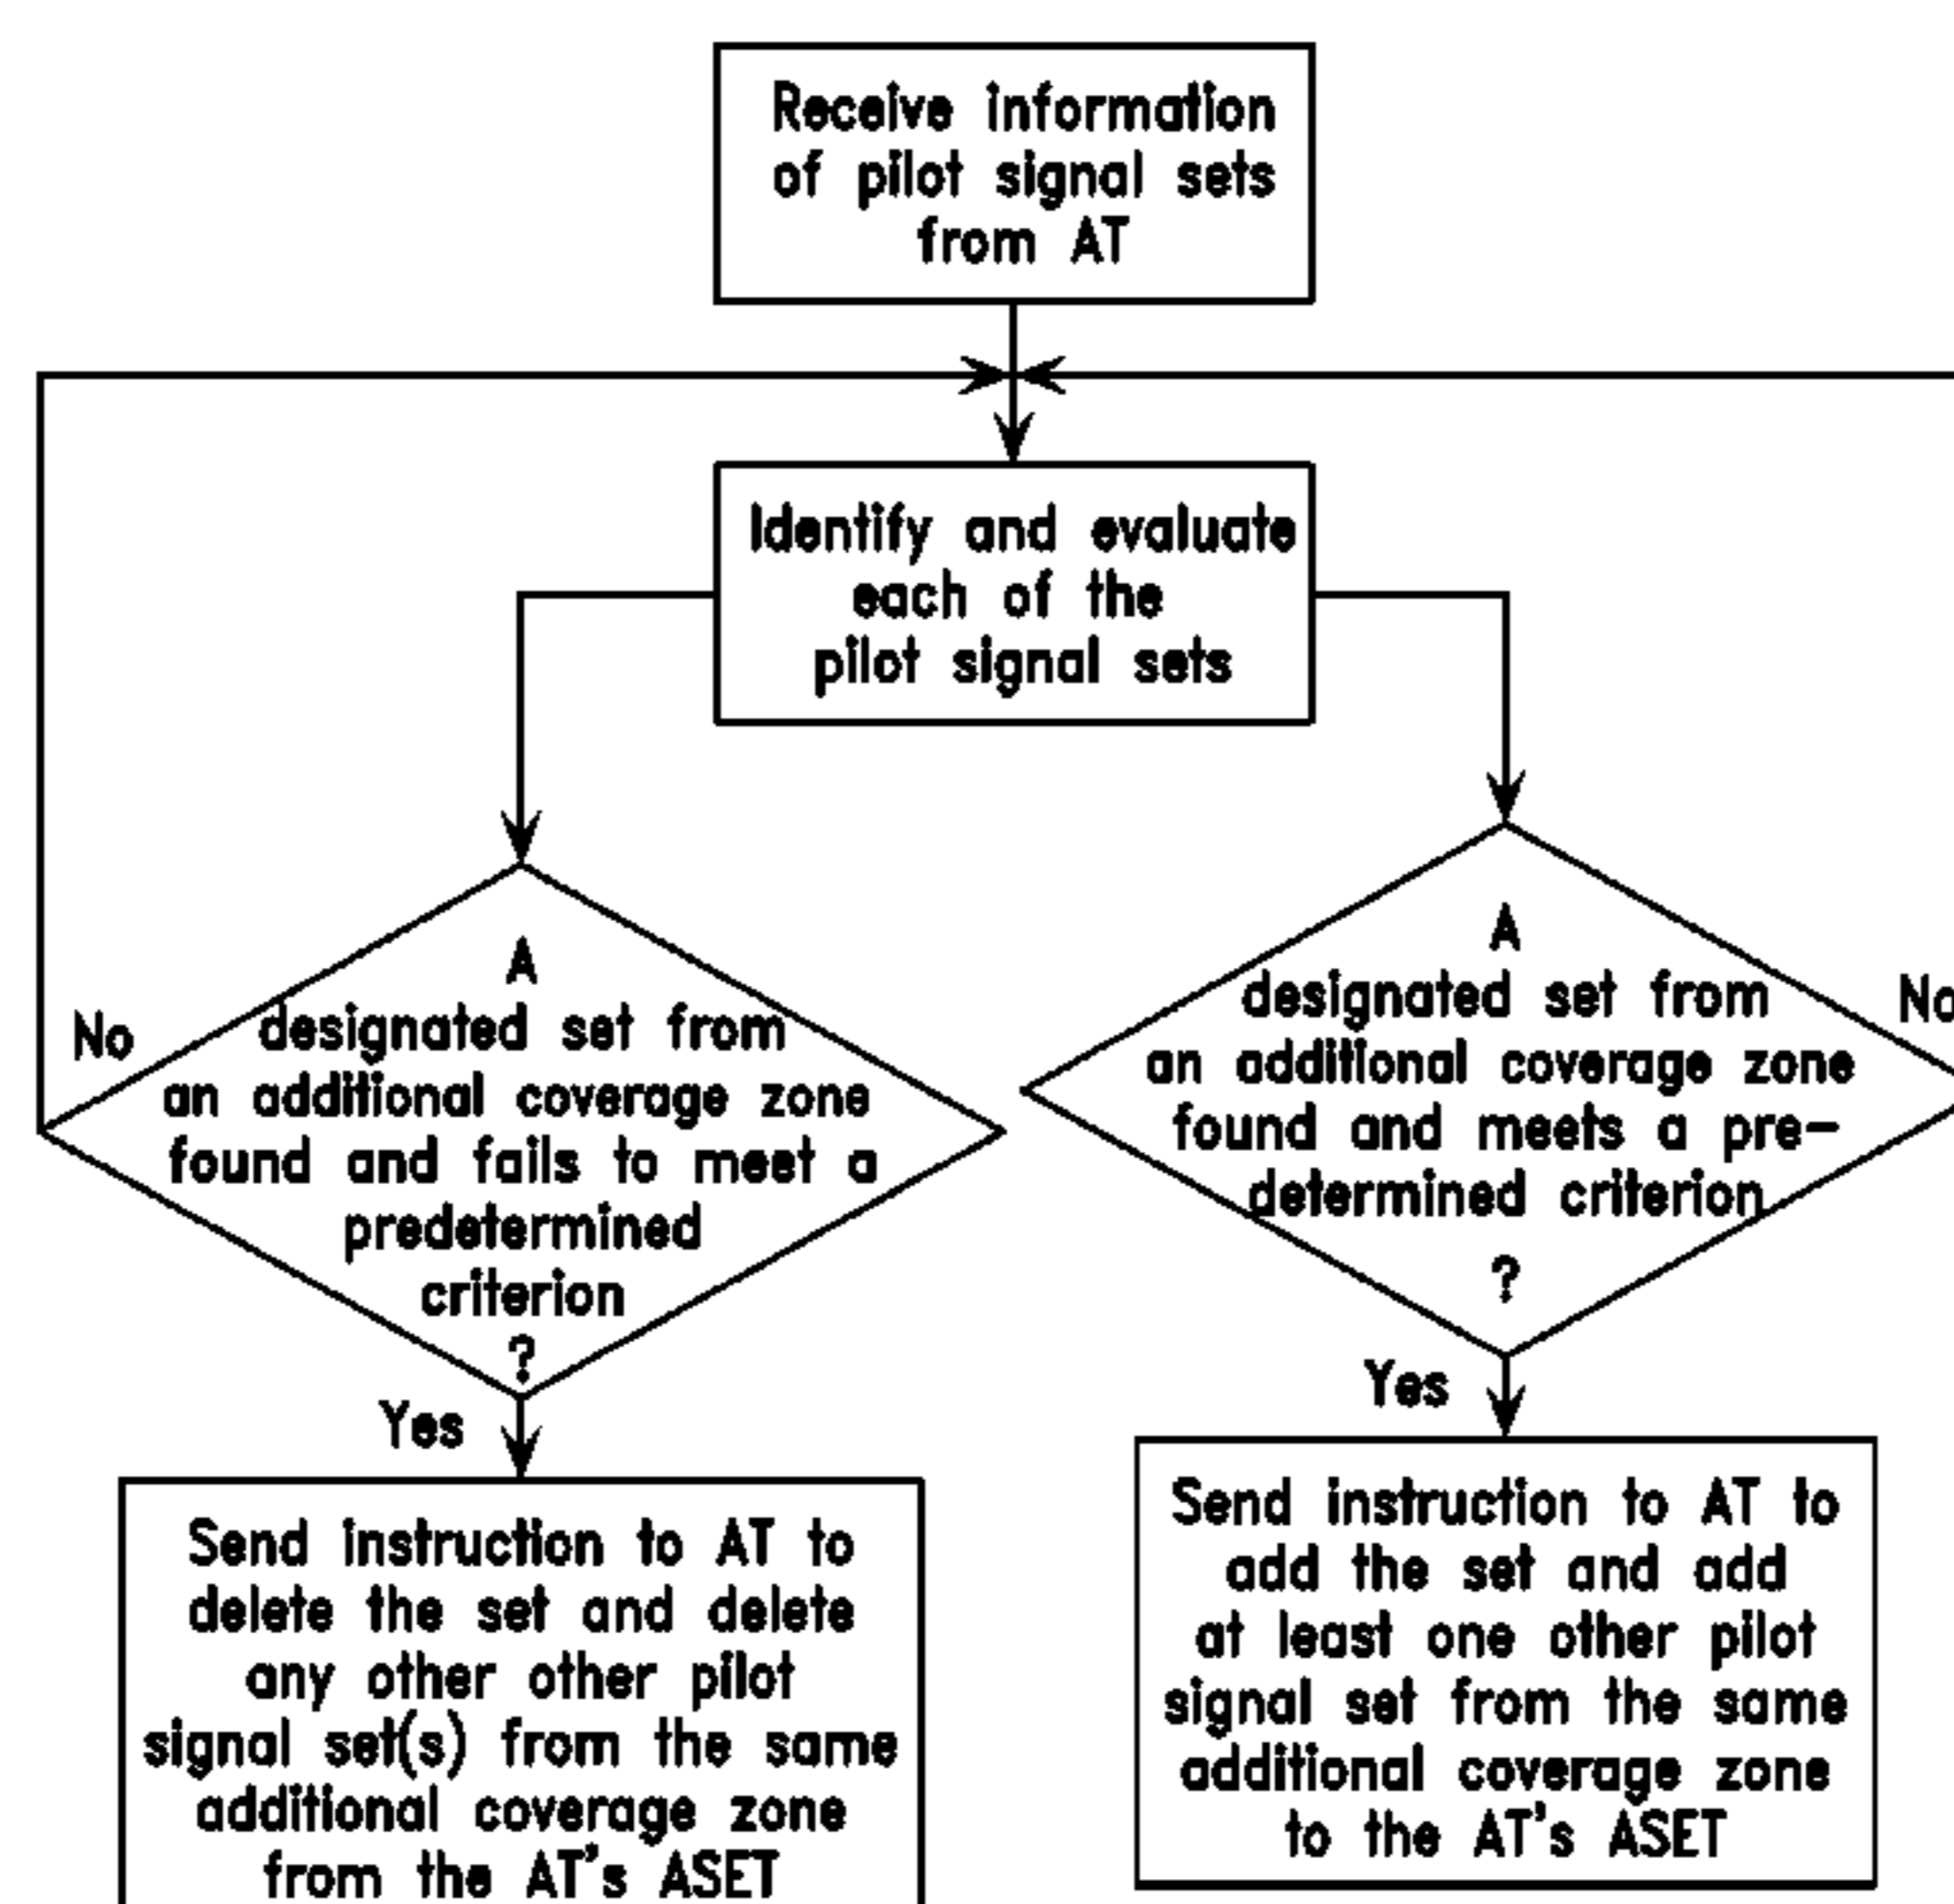 Receive information
of pilot signal sets
from AT
Identify and evaluate
each of the
pilot signal sets
No
A
designated set from
an additional coverage zone
found and fails to meet a
predetermined
criterion
?
Yes
Send instruction to AT to
delete the set and delete
any other other pilot
signal set(s) from the same
additional coverage zone
from the AT's ASET
A
designated set from
an additional coverage zone
found and meets a pre-
determined criterion
?
No
Yes
Send instruction to AT to
add the set and add
at least one other pilot
signal set from the same
additional coverage zone
to the AT's ASET